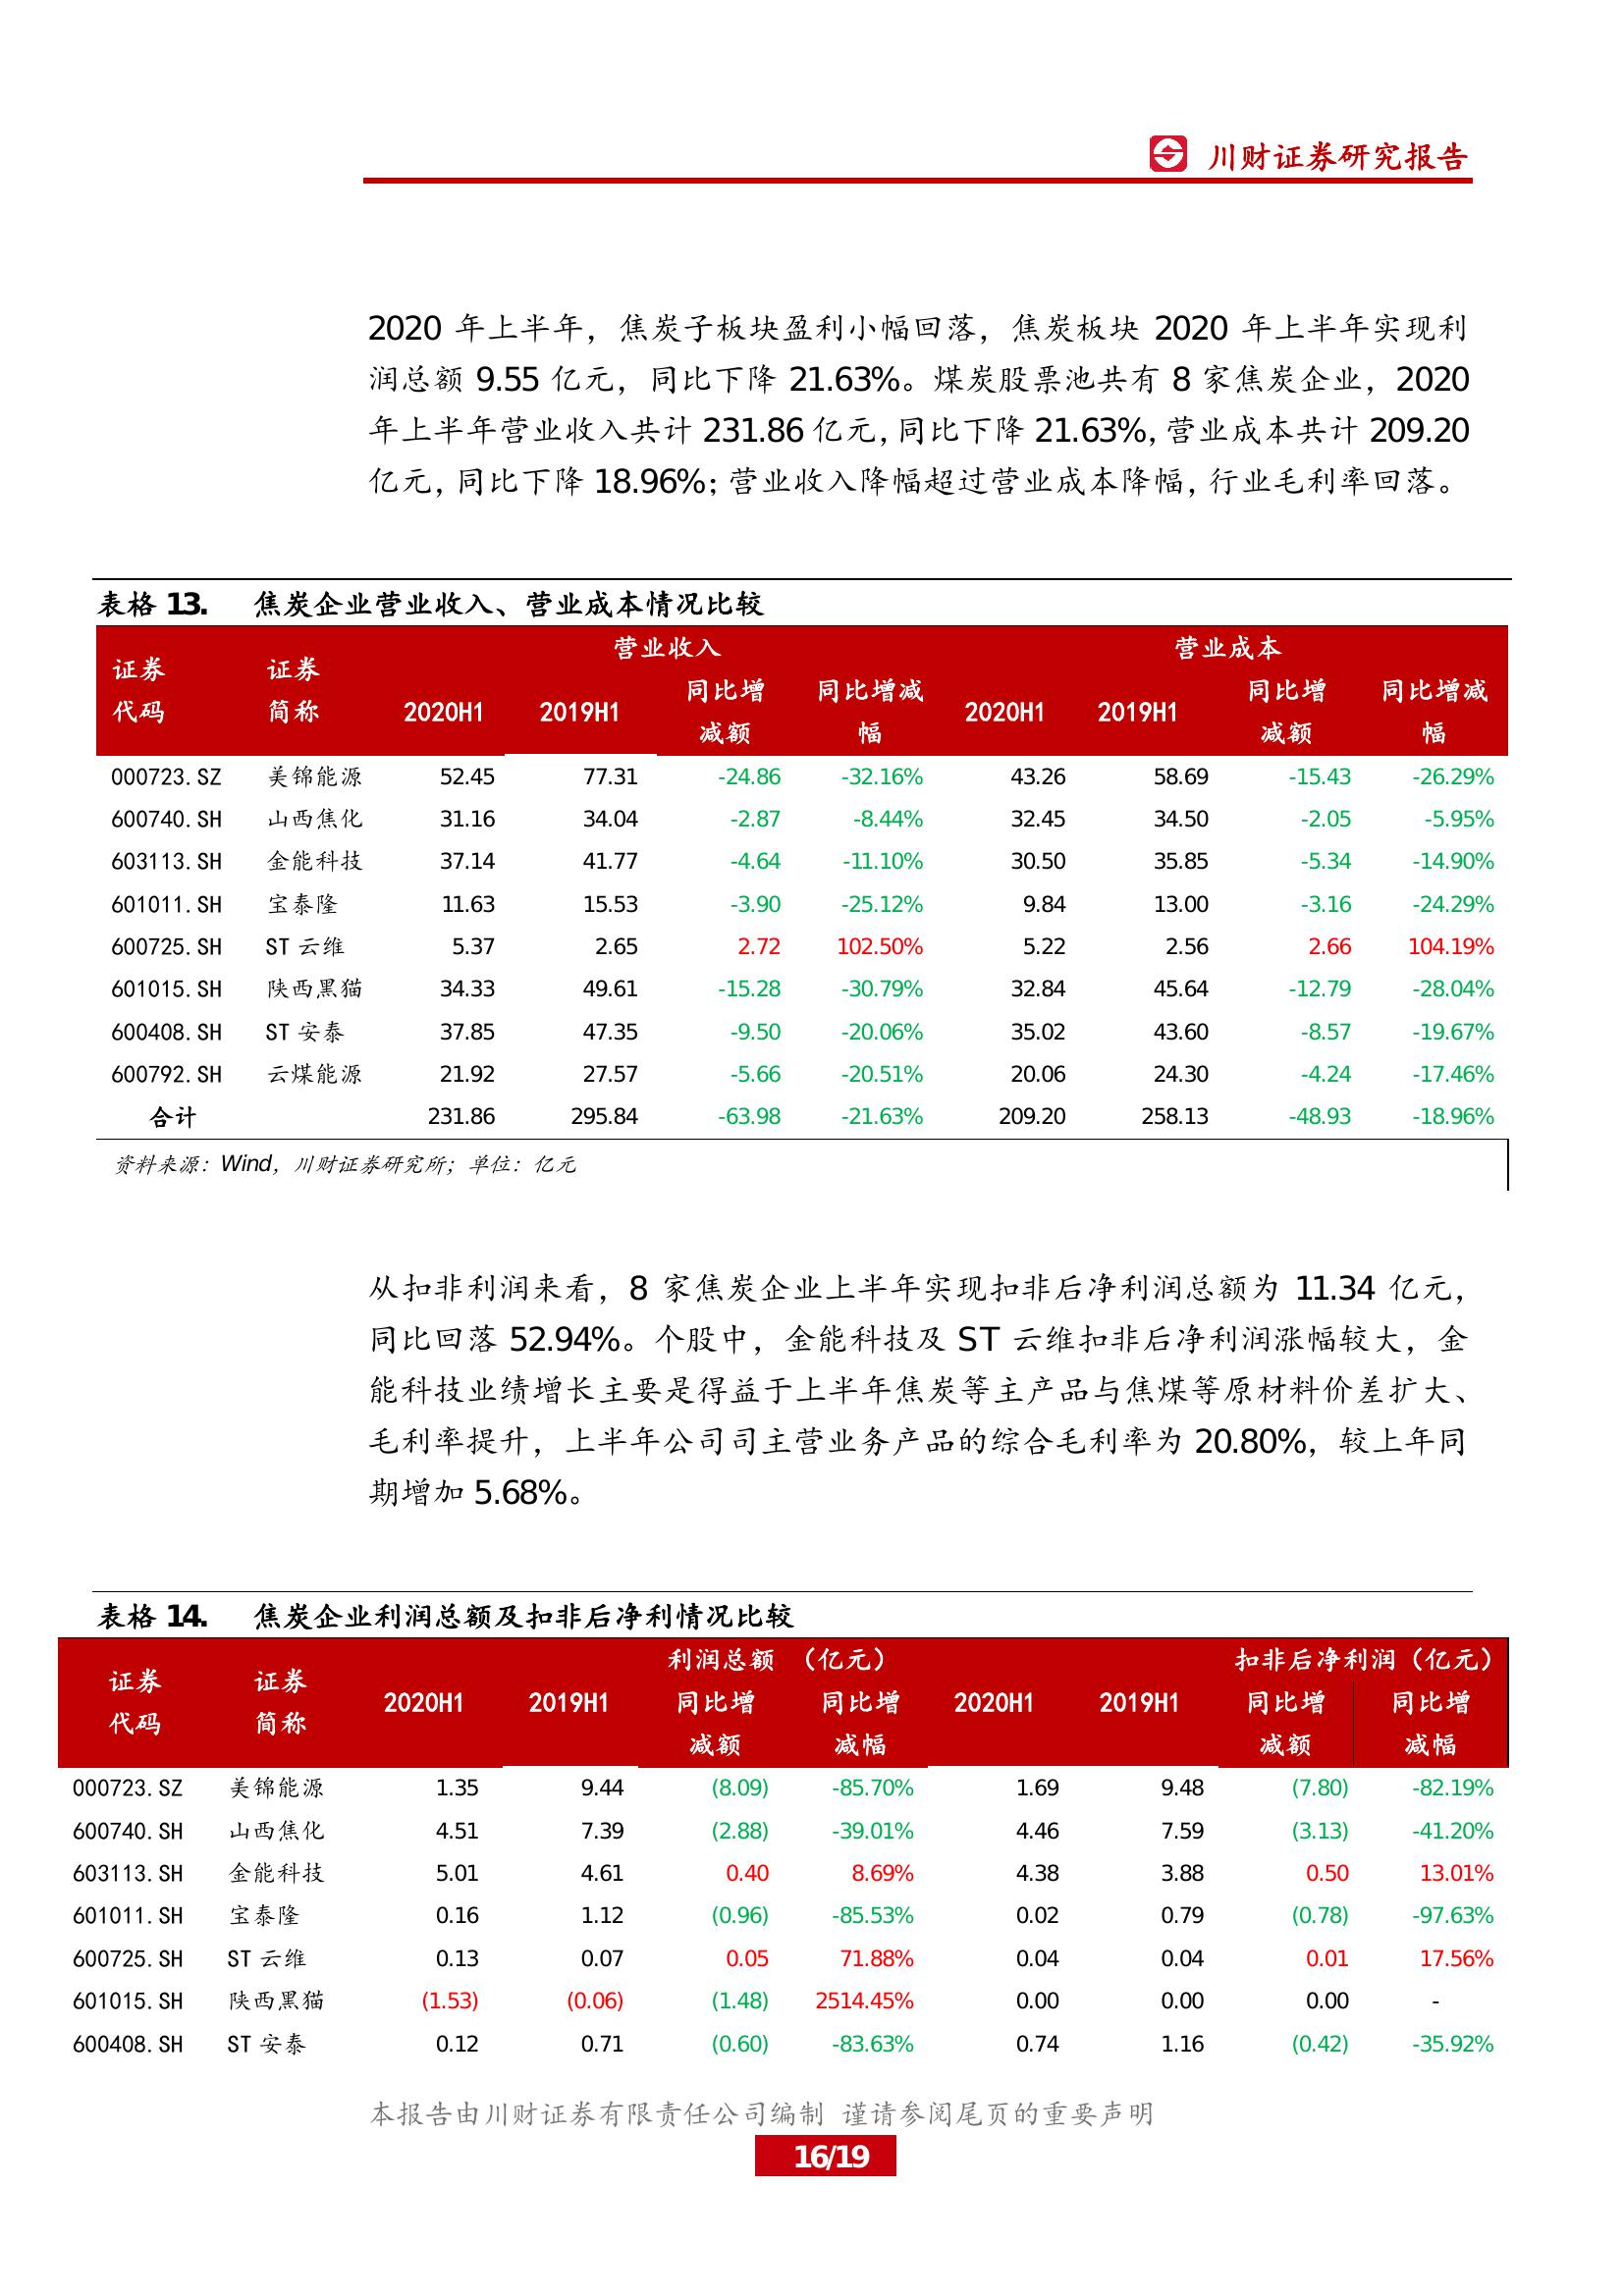 川财证券研究报告
2020 年上半年，焦炭子板块盈利小幅回落，焦炭板块 2020 年上半年实现利
润总额 9.55 亿元，同比下降 21.63%。煤炭股票池共有 8 家焦炭企业，2020
年上半年营业收入共计 231.86 亿元,同比下降 21.63%,营业成本共计 209.20
亿元,同比下降 18.96%;营业收入降幅超过营业成本降幅,行业毛利率回落。
表格 13. 焦炭企业营业收入、营业成本情况比较
营业收入 营业成本
证券 证券 同比增 同比增减 同比增 同比增减
代码 简称 2020H1 2019H1 减额 幅 2020H1 2019H1 减额 幅
000723.SZ 美锦能源 52.45 77.31 -24.86 -32.16% 43.26 58.69 -15.43 -26.29%
600740.SH 山西焦化 31.16 34.04 -2.87 -8.44% 32.45 34.50 -2.05 -5.95%
603113.SH 金能科技 37.14 41.77 -4.64 -11.10% 30.50 35.85 -5.34 -14.90%
601011.SH 宝泰隆 11.63 15.53 -3.90 -25.12% 9.84 13.00 -3.16 -24.29%
600725.SH ST 云维 5.37 2.65 2.72 102.50% 5.22 2.56 2.66 104.19%
601015.SH 陕西黑猫 34.33 49.61 -15.28 -30.79% 32.84 45.64 -12.79 -28.04%
600408.SH ST 安泰 37.85 47.35 -9.50 -20.06% 35.02 43.60 -8.57 -19.67%
600792.SH 云煤能源 21.92 27.57 -5.66 -20.51% 20.06 24.30 -4.24 -17.46%
合计 231.86 295.84 -63.98 -21.63% 209.20 258.13 -48.93 -18.96%
资料来源：Wind，川财证券研究所；单位：亿元
从扣非利润来看，8 家焦炭企业上半年实现扣非后净利润总额为 11.34 亿元，
同比回落 52.94%。个股中，金能科技及 ST 云维扣非后净利润涨幅较大，金
能科技业绩增长主要是得益于上半年焦炭等主产品与焦煤等原材料价差扩大、
毛利率提升，上半年公司司主营业务产品的综合毛利率为 20.80%，较上年同
期增加 5.68%。
表格 14. 焦炭企业利润总额及扣非后净利情况比较
利润总额 （亿元） 扣非后净利润（亿元）
证券 证券 2020H1 2019H1 同比增 同比增 2020H1 2019H1 同比增 同比增
代码 简称 减额 减幅 减额 减幅
000723.SZ 美锦能源 1.35 9.44 (8.09) -85.70% 1.69 9.48 (7.80) -82.19%
600740.SH 山西焦化 4.51 7.39 (2.88) -39.01% 4.46 7.59 (3.13) -41.20%
603113.SH 金能科技 5.01 4.61 0.40 8.69% 4.38 3.88 0.50 13.01%
601011.SH 宝泰隆 0.16 1.12 (0.96) -85.53% 0.02 0.79 (0.78) -97.63%
600725.SH ST 云维 0.13 0.07 0.05 71.88% 0.04 0.04 0.01 17.56%
601015.SH 陕西黑猫 (1.53) (0.06) (1.48) 2514.45% 0.00 0.00 0.00 -
600408.SH ST 安泰 0.12 0.71 (0.60) -83.63% 0.74 1.16 (0.42) -35.92%
本报告由川财证券有限责任公司编制 谨请参阅尾页的重要声明
16/19